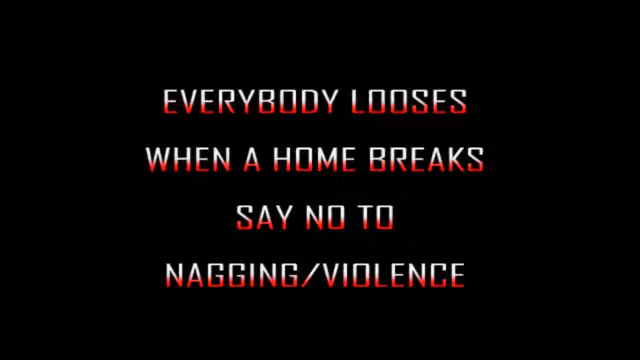 EVERYBODY LOOSES
WHEN A HOME BREAKS
SAY NO TO
NAGGING/VIOLENCE